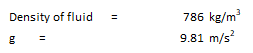 Density of fluid = 786 kg/m³
g = 9.81 m/s²